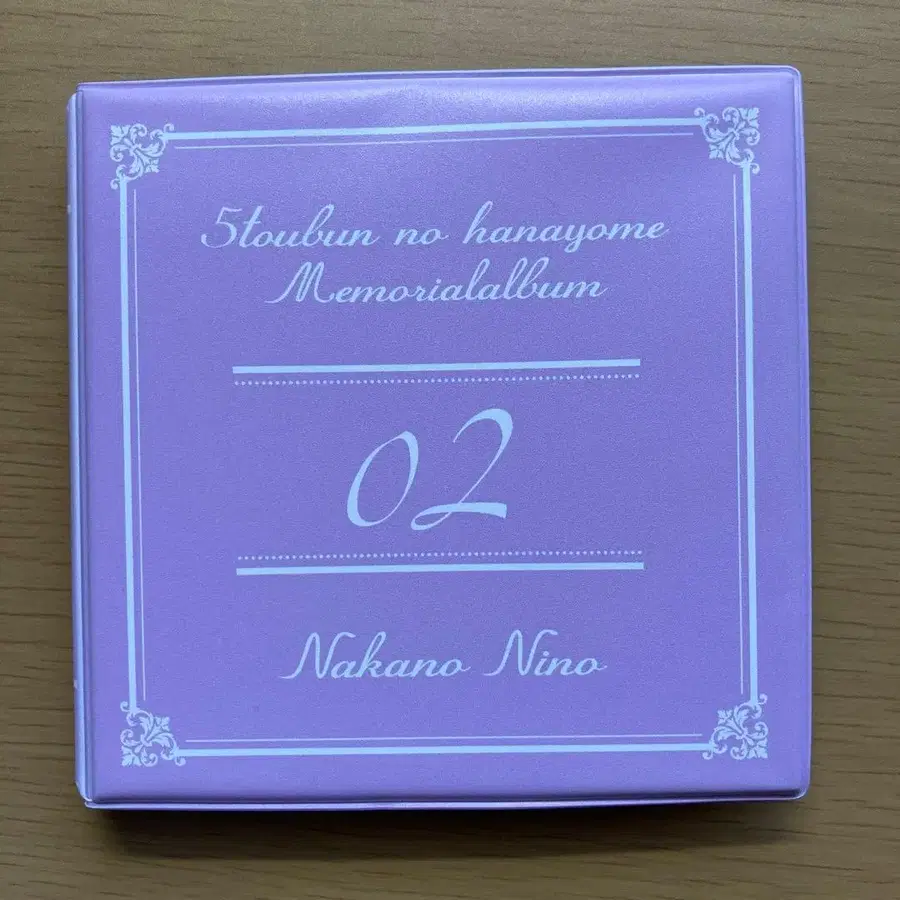 5toubun no hanayome
Memorialalbum
02
Nakano Nino